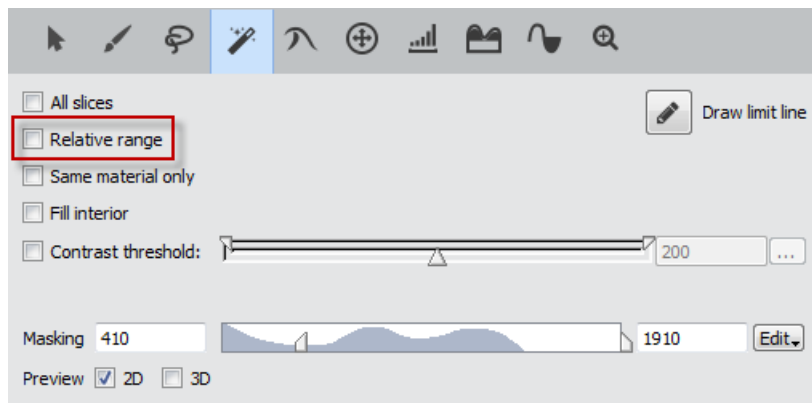 All slices
Draw limit line
Relative range
Same material only
Fill interior
Contrast threshold: 200 ...
Masking 410 1910 Edit
Preview 2D 3D